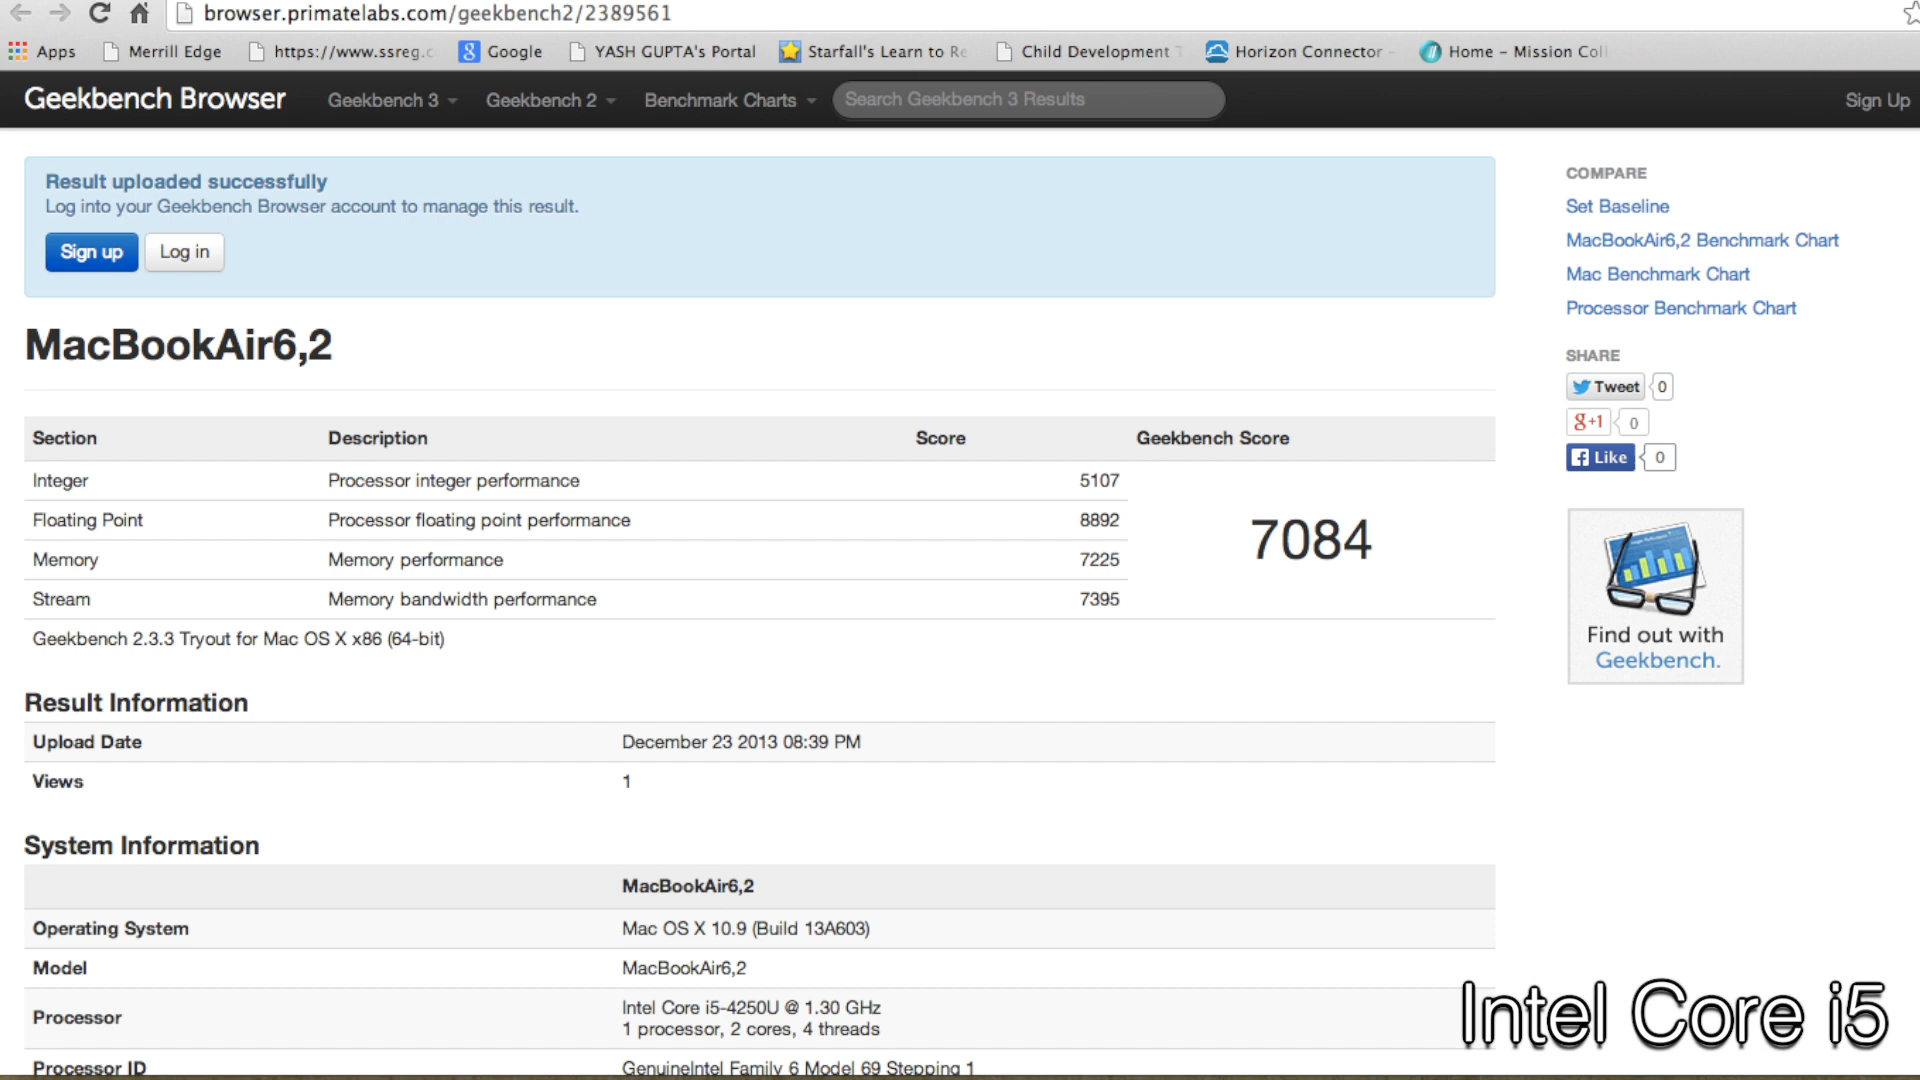 browser.primatelabs.com/geekbench2/2389561
Apps Merrill Edge https://www.ssreg.c Google YASH GUPTA's Portal Starfall's Learn to Re Child Development T Horizon Connector – Home – Mission Coll
Geekbench Browser Geekbench 3 Geekbench 2 Benchmark Charts Search Geekbench 3 Results Sign Up
Result uploaded successfully
Log into your Geekbench Browser account to manage this result.
Sign up Log in
MacBookAir6,2
Section Description Score Geekbench Score
Integer Processor integer performance 5107
Floating Point Processor floating point performance 8892
7084
Memory Memory performance 7225
Stream Memory bandwidth performance 7395
Geekbench 2.3.3 Tryout for Mac OS X x86 (64-bit)
Result Information
Upload Date December 23 2013 08:39 PM
Views 1
System Information
MacBookAir6,2
Operating System Mac OS X 10.9 (Build 13A603)
Model MacBookAir6,2
Processor Intel Core i5-4250U @ 1.30 GHz
1 processor, 2 cores, 4 threads
Processor ID GenuineIntel Family 6 Model 69 Stepping 1
COMPARE
Set Baseline
MacBookAir6,2 Benchmark Chart
Mac Benchmark Chart
Processor Benchmark Chart
SHARE
Tweet 0
g+1 0
Like 0
Find out with
Geekbench.
Intel Core i5